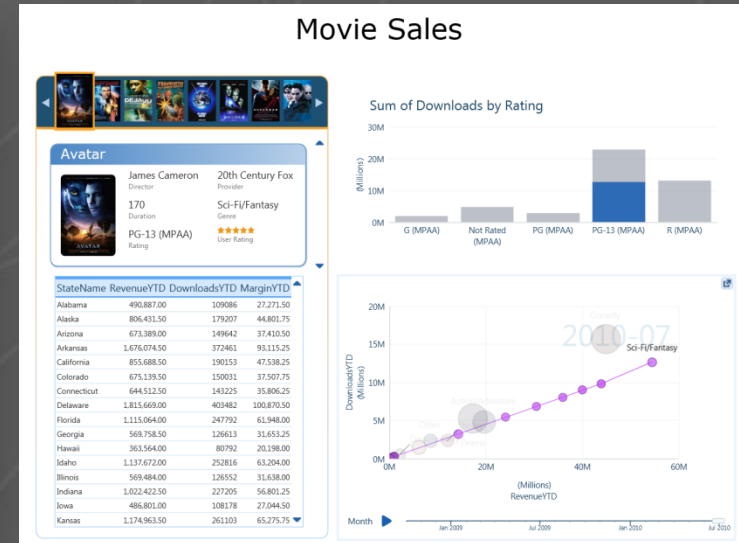 Movie Sales
DEJAVU
Avatar
James Cameron
Director
20th Century Fox
Provider
170
Duration
Sci-Fi/Fantasy
Genre
PG-13 (MPAA)
Rating
User Rating
AVATAR
StateName RevenueYTD DownloadsYTD MarginYTD
Alabama 490,887.00 109086 27,271.50
Alaska 806,431.50 179207 44,801.75
Arizona 673,389.00 149642 37,410.50
Arkansas 1,676,074.50 372461 93,115.25
California 855,688.50 190153 47,538.25
Colorado 675,139.50 150031 37,507.75
Connecticut 644,512.50 143225 35,806.25
Delaware 1,815,669.00 403482 100,870.50
Florida 1,115,064.00 247792 61,948.00
Georgia 569,758.50 126613 31,653.25
Hawaii 363,564.00 80792 20,198.00
Idaho 1,137,672.00 252816 63,204.00
Illinois 569,484.00 126552 31,638.00
Indiana 1,022,422.50 227205 56,801.25
Iowa 486,801.00 108178 27,044.50
Kansas 1,174,963.50 261103 65,275.75
Sum of Downloads by Rating
(Millions)
30M
20M
10M
0M
G (MPAA)
Not Rated
(MPAA)
PG (MPAA)
PG-13 (MPAA)
R (MPAA)
DownloadsYTD
(Millions)
20M
15M
10M
5M
0M
2010-07
Comedy
Sci-Fi/Fantasy
Action/Adventure
Other
Drama
0M
20M
40M
60M
(Millions)
RevenueYTD
Month
Jan 2009
Jul 2009
Jan 2010
Jul 2010